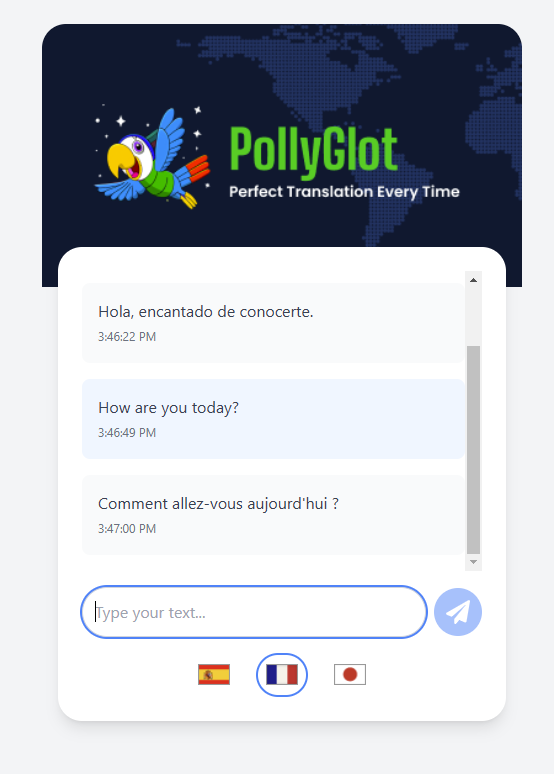 PollyGlot
Perfect Translation Every Time
Hola, encantado de conocerte.
3:46:22 PM
How are you today?
3:46:49 PM
Comment allez-vous aujourd'hui ?
3:47:00 PM
Type your text...